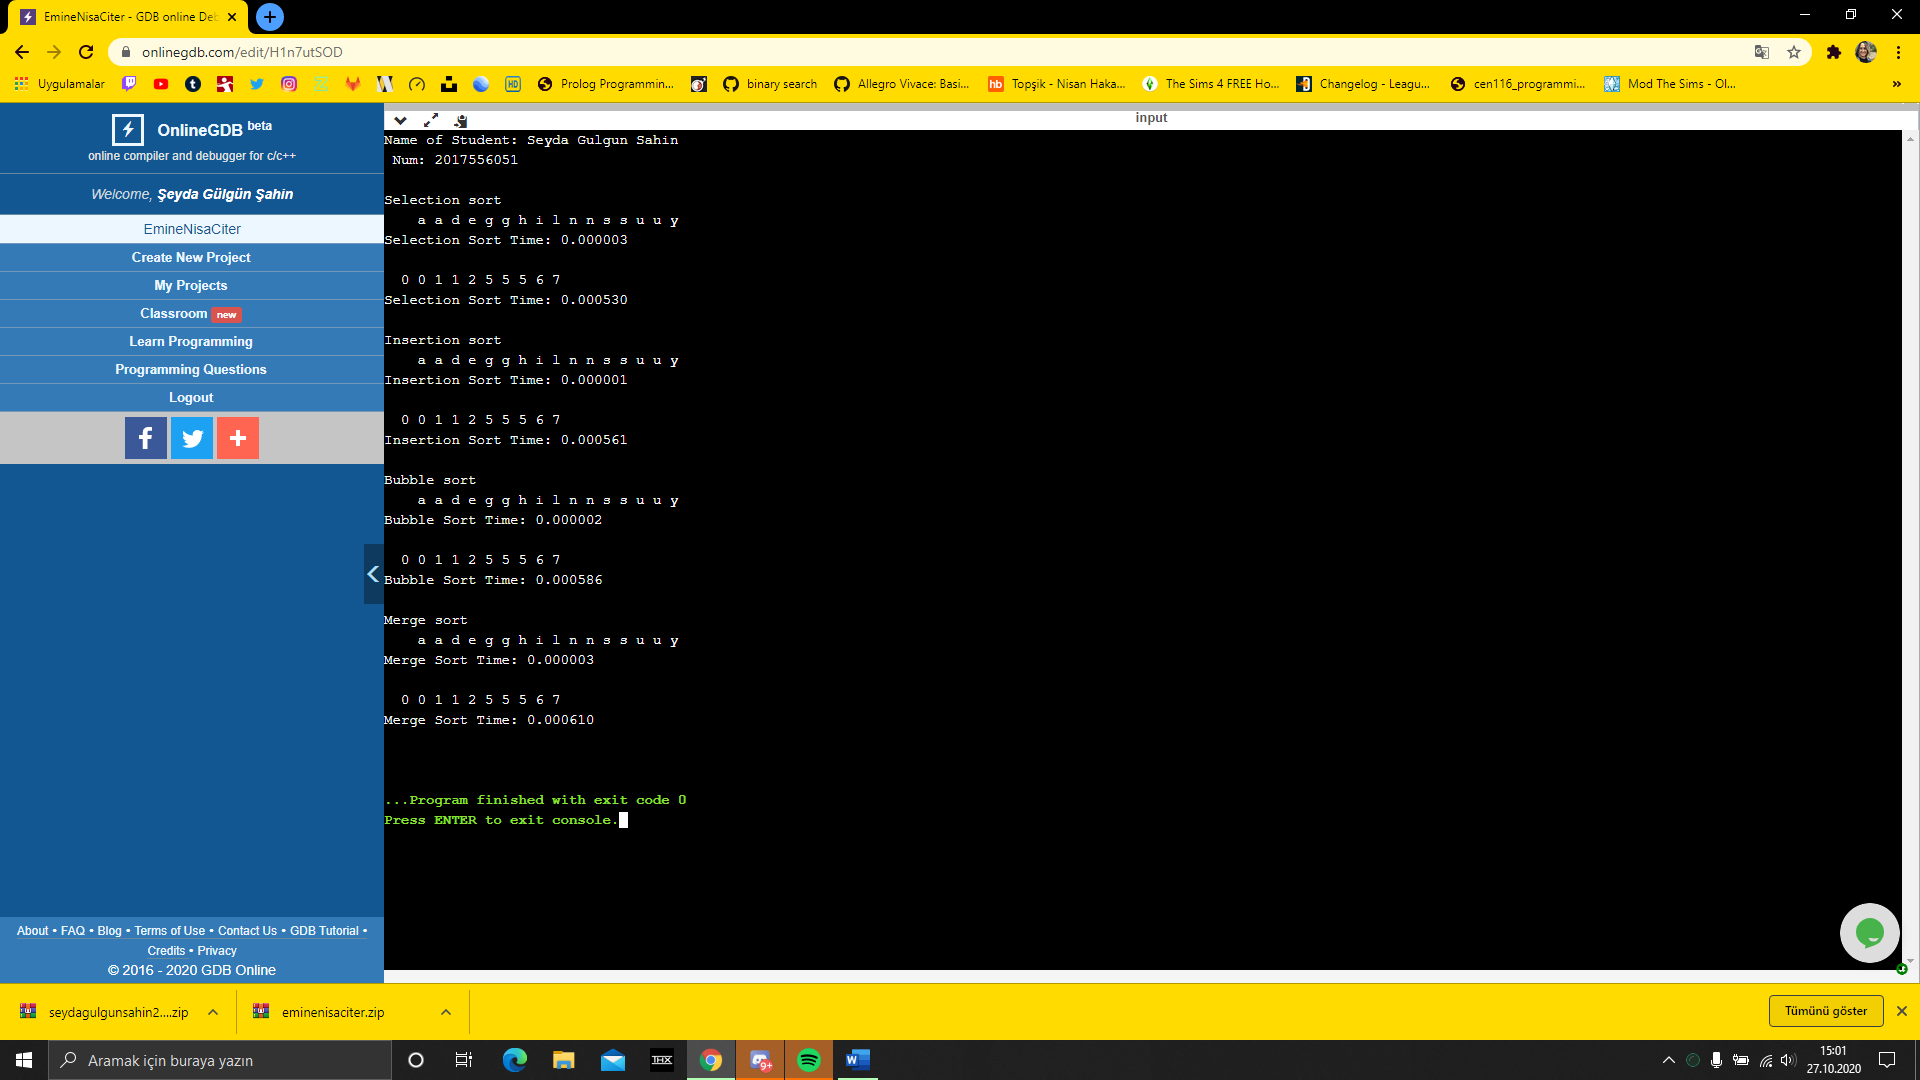 EmineNisaCiter - GDB online Deb
onlinegdb.com/edit/H1n7utSOD
Uygulamalar
Prolog Programmin...
binary search
Allegro Vivace: Basi...
Topşik - Nisan Haka...
The Sims 4 FREE Ho...
Changelog - Leagu...
cen116_programmi...
Mod The Sims - Ol...
OnlineGDB beta
online compiler and debugger for c/c++
Welcome, Şeyda Gülgün Şahin
EmineNisaCiter
Create New Project
My Projects
Classroom new
Learn Programming
Programming Questions
Logout
About • FAQ • Blog • Terms of Use • Contact Us • GDB Tutorial •
Credits • Privacy
© 2016 - 2020 GDB Online
input
Name of Student: Seyda Gulgun Sahin
Num: 2017556051
Selection sort
a a d e g g h i l n n s s u u y
Selection Sort Time: 0.000003
0 0 1 1 2 5 5 5 6 7
Selection Sort Time: 0.000530
Insertion sort
a a d e g g h i l n n s s u u y
Insertion Sort Time: 0.000001
0 0 1 1 2 5 5 5 6 7
Insertion Sort Time: 0.000561
Bubble sort
a a d e g g h i l n n s s u u y
Bubble Sort Time: 0.000002
0 0 1 1 2 5 5 5 6 7
Bubble Sort Time: 0.000586
Merge sort
a a d e g g h i l n n s s u u y
Merge Sort Time: 0.000003
0 0 1 1 2 5 5 5 6 7
Merge Sort Time: 0.000610
...Program finished with exit code 0
Press ENTER to exit console.
seydagulgunsahin2....zip
eminenisaciter.zip
Tümünü göster
Aramak için buraya yazın
THX
9+
15:01
27.10.2020